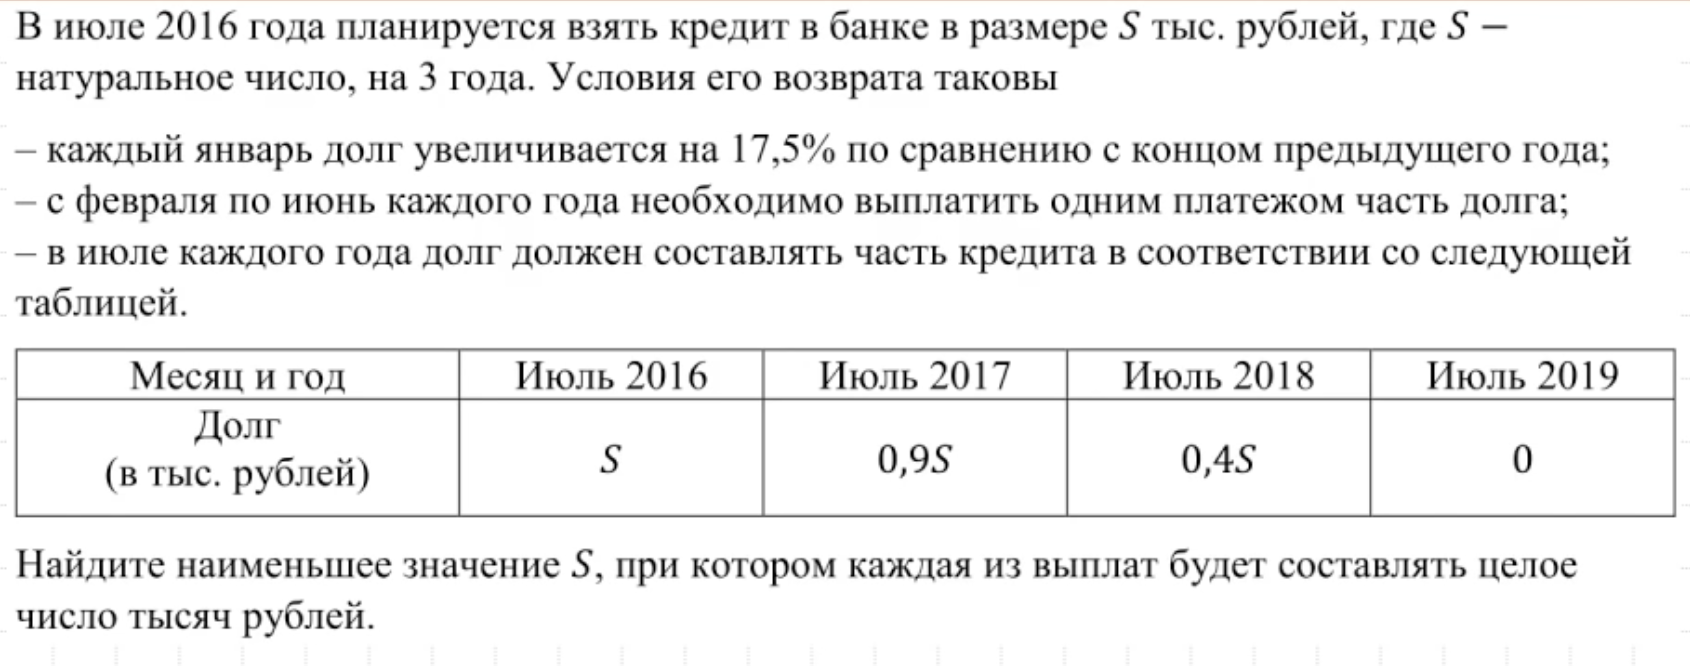 В июле 2016 года планируется взять кредит в банке в размере S тыс. рублей, где S −
натуральное число, на 3 года. Условия его возврата таковы
– каждый январь долг увеличивается на 17,5% по сравнению с концом предыдущего года;
– с февраля по июнь каждого года необходимо выплатить одним платежом часть долга;
– в июле каждого года долг должен составлять часть кредита в соответствии со следующей
таблицей.
Месяц и год Июль 2016 Июль 2017 Июль 2018 Июль 2019
Долг
(в тыс. рублей) S 0,9S 0,4S 0
Найдите наименьшее значение S, при котором каждая из выплат будет составлять целое
число тысяч рублей.